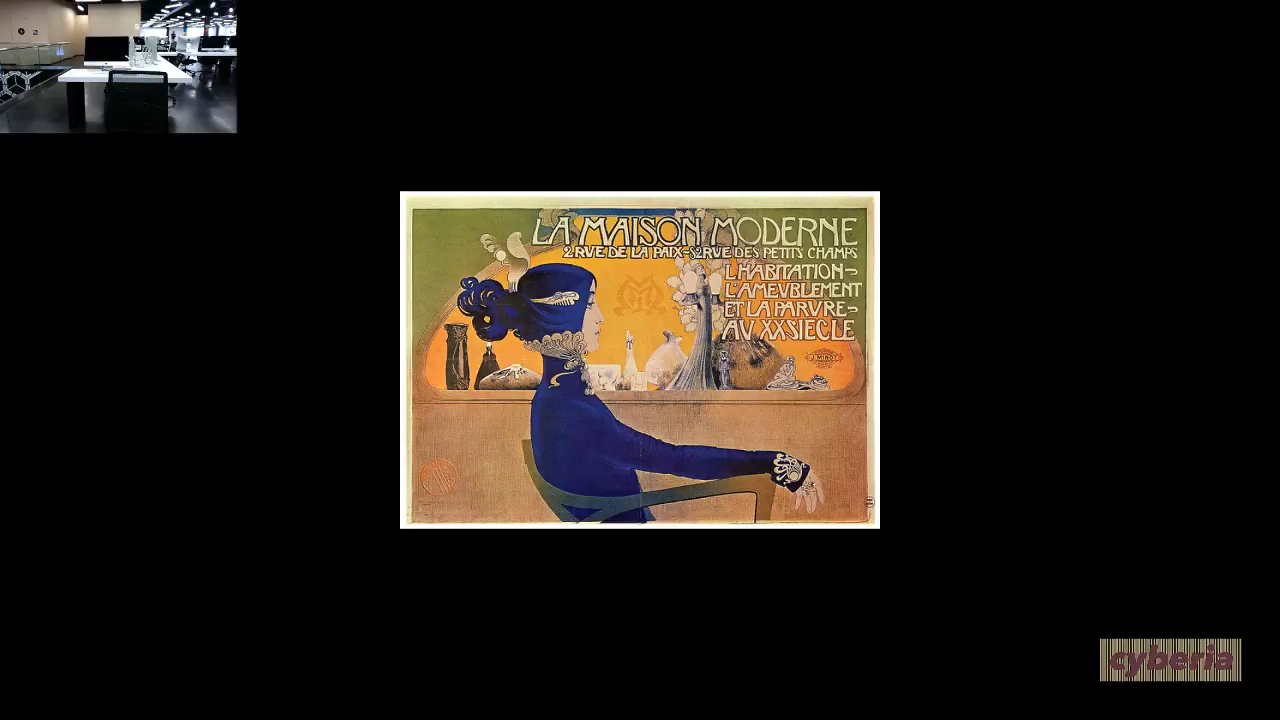 LA MAISON MODERNE
2 RVE DE LA PAIX-82 RVE DES PETITS CHAMPS
L'HABITATION-
L'AMEVBLEMENT
ET LA PARVRE-
AV XX SIECLE
cyberia